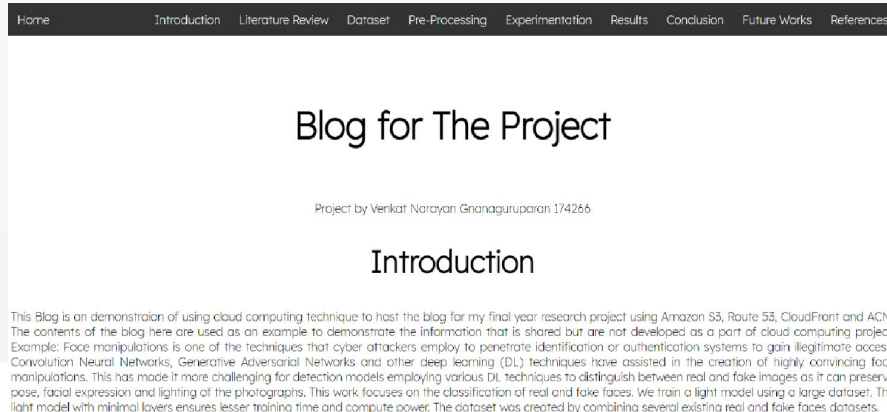 Home Introduction Literature Review Dataset Pre-Processing Experimentation Results Conclusion Future Works References
Blog for The Project
Project by Venkat Narayan Gnanaguruparan 174266
Introduction
This Blog is an demonstraion of using cloud computing technique to host the blog for my final year research project using Amazon S3, Route 53, CloudFront and
The contents of the blog here are used as an example to demonstrate the information that is shared but are not developed as a part of cloud computing
Example: Face manipulations is one of the techniques that cyber attackers employ to penetrate identification or authentication systems to gain illegitimate
Convolution Neural Networks, Generative Adversarial Networks and other deep learning (DL) techniques have assisted in the creation of highly convincing
manipulations. This has made it more challenging for detection models employing various DL techniques to distinguish between real and fake images as it can
pose, facial expression and lighting of the photographs. This work focuses on the classification of real and fake faces. We train a light model using a large dataset.
light model with minimal layers ensures lesser training time and compute power. The dataset was created by combining several existing real and fake faces datasets.